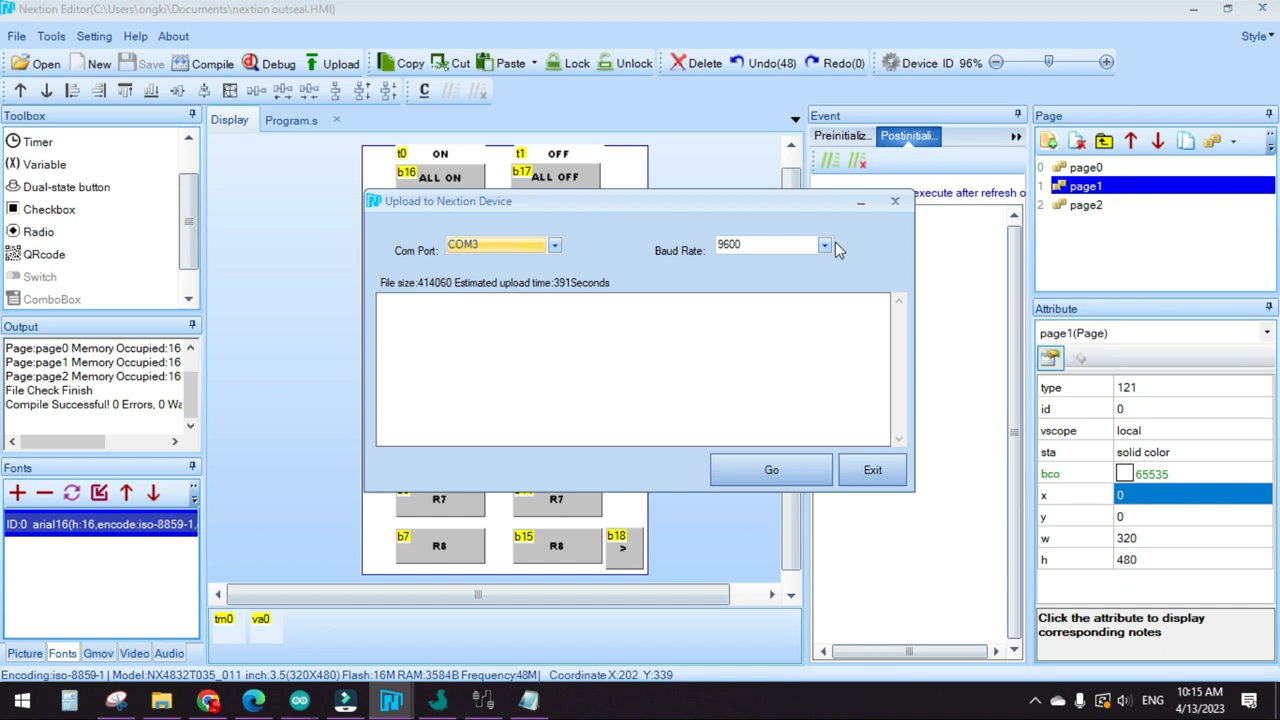 Nextion Editor(C:\Users\ongki\Documents\nextion outseal.HMI)
File Tools Setting Help About Style
Open New Save Compile Debug Upload Copy Cut Paste Lock Unlock Delete Undo(48) Redo(0) Device ID 96%
Toolbox
Timer
(X) Variable
Dual-state button
Checkbox
Radio
QRcode
Switch
ComboBox
Output
Page:page0 Memory Occupied:16
Page:page1 Memory Occupied:16
Page:page2 Memory Occupied:16
File Check Finish
Compile Successful! 0 Errors, 0 Wa
Fonts
ID:0 arial16(h:16,encode:iso-8859-1,
Picture Fonts Gmov Video Audio
Display Program.s
t0 ON t1 OFF
b16 ALL ON b17 ALL OFF
Upload to Nextion Device
Com Port: COM3 Baud Rate: 9600
File size:414060 Estimated upload time:391Seconds
Go Exit
R7 R7
b7 R8 b15 R8 b18 >
tm0 va0
Event
Preinitializ... Postinitiali...
execute after refresh o
Page
0 page0
1 page1
2 page2
Attribute
page1(Page)
type 121
id 0
vscope local
sta solid color
bco 65535
x 0
y 0
w 320
h 480
Click the attribute to display
corresponding notes
Encoding:iso-8859-1 Model:NX4832T035_011 inch:3.5(320X480) Flash:16M RAM:3584B Frequency:48M Coordinate X:202 Y:339
ENG
10:15 AM
4/13/2023